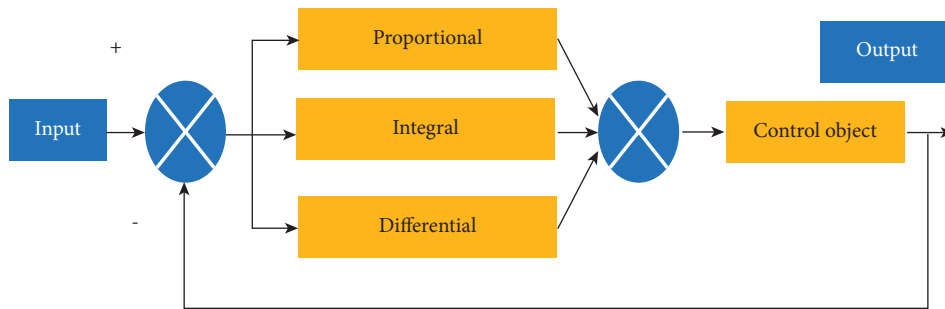 +
Input
-
Proportional
Integral
Differential
Control object
Output